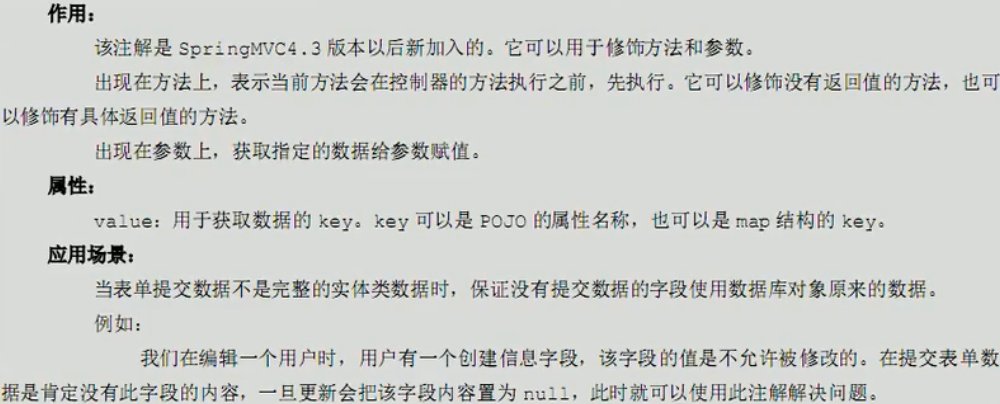 作用：
该注解是 SpringMVC4.3 版本以后新加入的。它可以用于修饰方法和参数。
出现在方法上，表示当前方法会在控制器的方法执行之前，先执行。它可以修饰没有返回值的方法，也可
以修饰有具体返回值的方法。
出现在参数上，获取指定的数据给参数赋值。
属性：
value：用于获取数据的 key。key 可以是 POJO 的属性名称，也可以是 map 结构的 key。
应用场景：
当表单提交数据不是完整的实体类数据时，保证没有提交数据的字段使用数据库对象原来的数据。
例如：
我们在编辑一个用户时，用户有一个创建信息字段，该字段的值是不允许被修改的。在提交表单数
据是肯定没有此字段的内容，一旦更新会把该字段内容置为 null，此时就可以使用此注解解决问题。